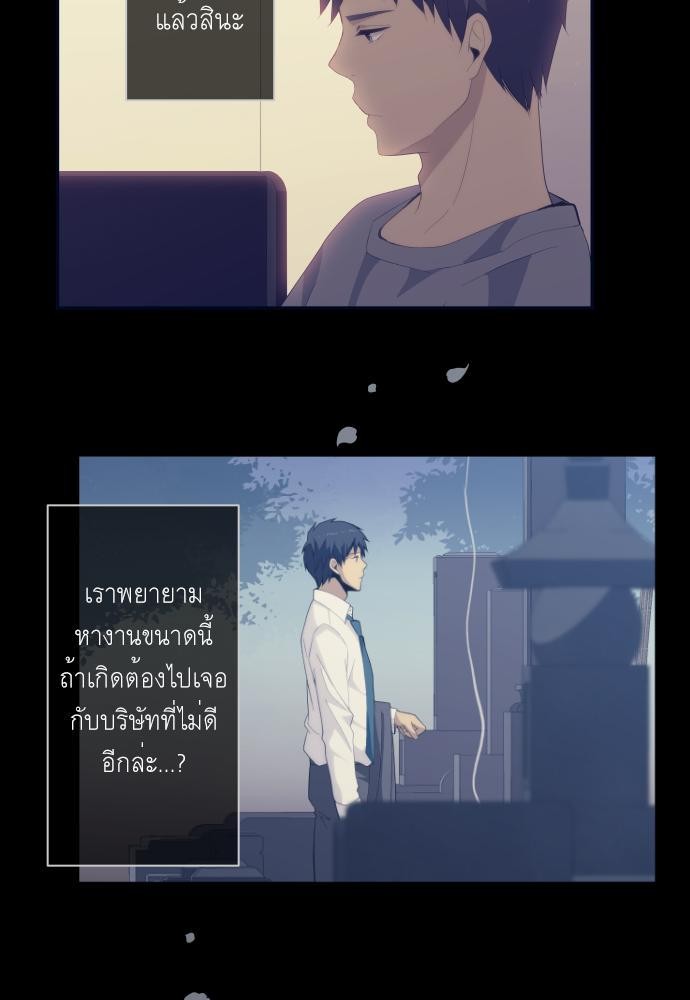 แล้วสินะ
เราพยายาม
หางานขนาดนี้
ถ้าเกิดต้องไปเจอ
กับบริษัทที่ไม่ดี
อีกล่ะ...?